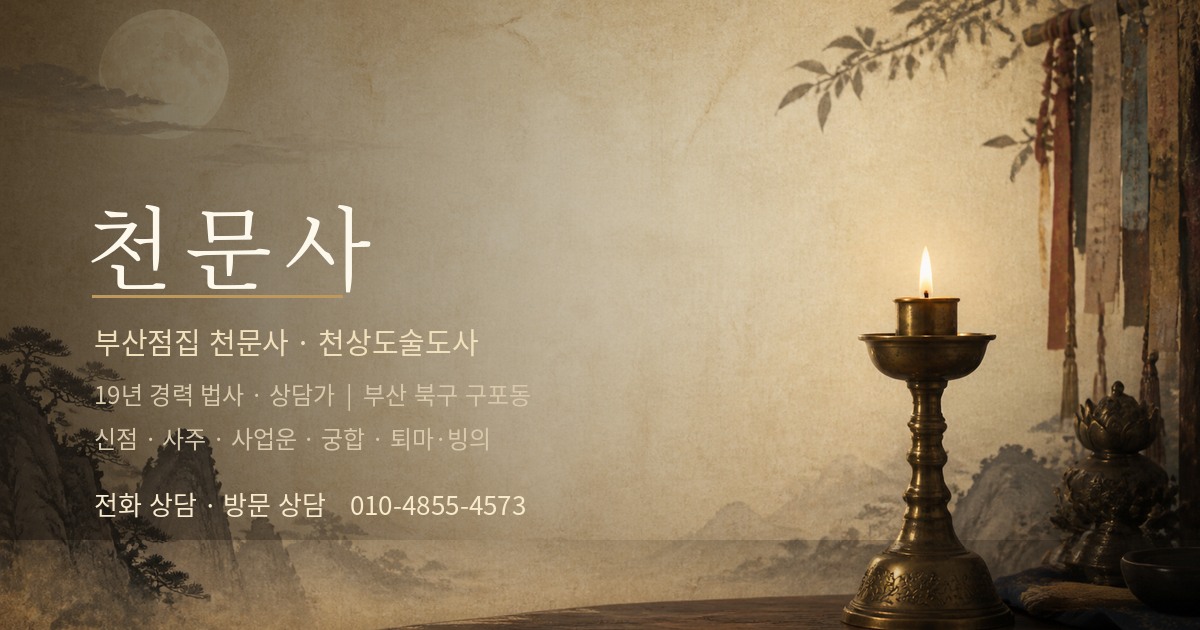 천문사
부산점집 천문사 · 천상도술도사
19년 경력 법사 · 상담가 | 부산 북구 구포동
신점 · 사주 · 사업운 · 궁합 · 퇴마·빙의
전화 상담 · 방문 상담 010-4855-4573